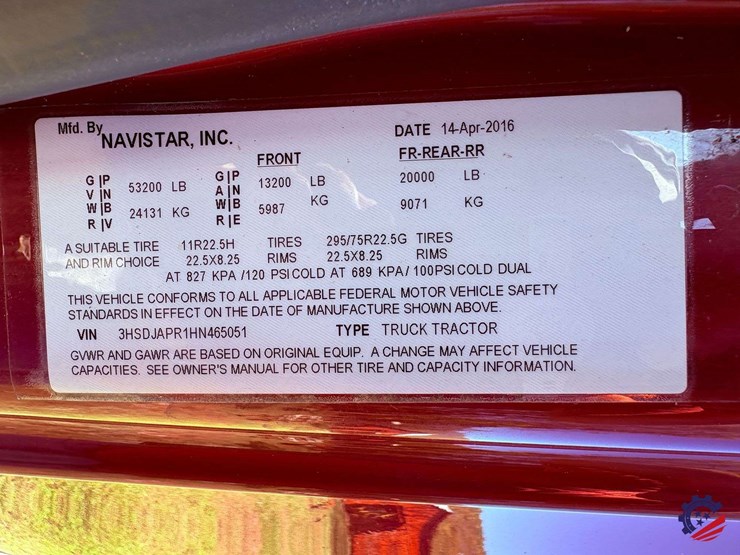 Mfd. By NAVISTAR, INC. DATE 14-Apr-2016
FRONT FR-REAR-RR
G|P V|N W|B R|V 53200 LB 24131 KG G|P A|N W|B R|E 13200 LB 5987 KG 20000 LB 9071 KG
A SUITABLE TIRE 11R22.5H TIRES 295/75R22.5G TIRES
AND RIM CHOICE 22.5X8.25 RIMS 22.5X8.25 RIMS
AT 827 KPA /120 PSI COLD AT 689 KPA / 100PSI COLD DUAL
THIS VEHICLE CONFORMS TO ALL APPLICABLE FEDERAL MOTOR VEHICLE SAFETY
STANDARDS IN EFFECT ON THE DATE OF MANUFACTURE SHOWN ABOVE.
VIN 3HSDJAPR1HN465051 TYPE TRUCK TRACTOR
GVWR AND GAWR ARE BASED ON ORIGINAL EQUIP. A CHANGE MAY AFFECT VEHICLE
CAPACITIES. SEE OWNER'S MANUAL FOR OTHER TIRE AND CAPACITY INFORMATION.